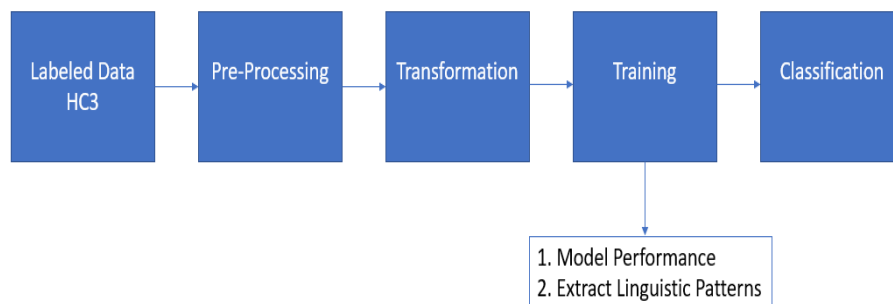 Labeled Data
HC3
Pre-Processing
Transformation
Training
Classification
1. Model Performance
2. Extract Linguistic Patterns